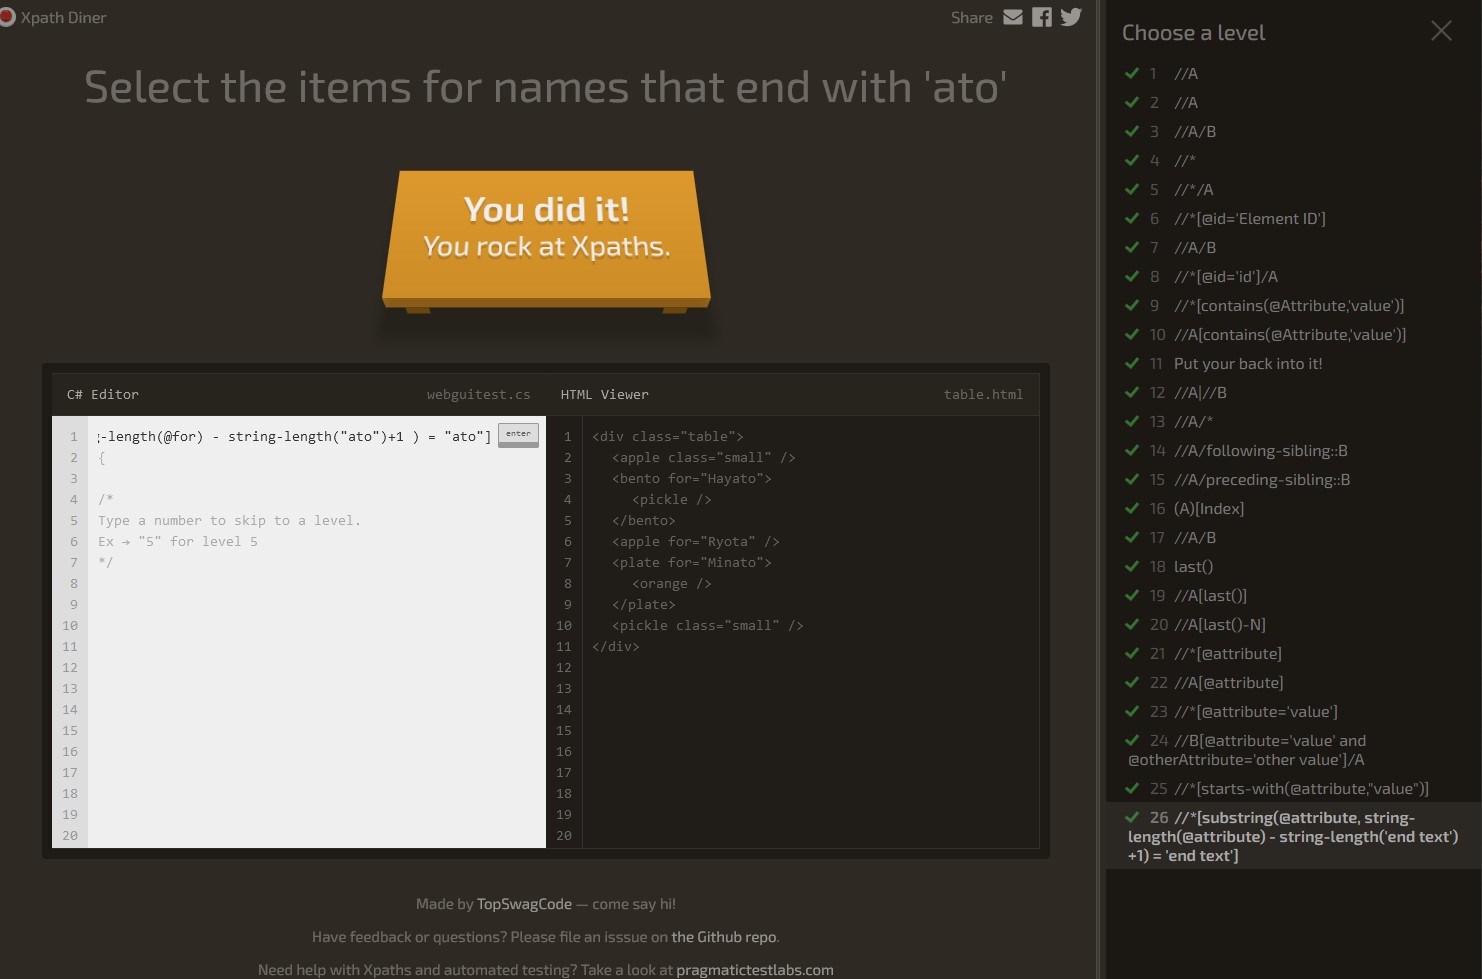 Xpath Diner
Share
Select the items for names that end with 'ato'
You did it!
You rock at Xpaths.
C# Editor
webguitest.cs
HTML Viewer
table.html
1
-length(@for) - string-length("ato")+1 ) = "ato"]
enter
2
{
3
4
/*
5
Type a number to skip to a level.
6
Ex → "5" for level 5
7
*/
8
9
10
11
12
13
14
15
16
17
18
19
20
1
<div class="table">
2
<apple class="small" />
3
<bento for="Hayato">
4
<pickle />
5
</bento>
6
<apple for="Ryota" />
7
<plate for="Minato">
8
<orange />
9
</plate>
10
<pickle class="small" />
11
</div>
12
13
14
15
16
17
18
19
20
Made by TopSwagCode — come say hi!
Have feedback or questions? Please file an isssue on the Github repo.
Need help with Xpaths and automated testing? Take a look at pragmatictestlabs.com
Choose a level
1 //A
2 //A
3 //A/B
4 //*
5 //*/A
6 //*[@id='Element ID']
7 //A/B
8 //*[@id='id']/A
9 //*[contains(@Attribute,'value')]
10 //A[contains(@Attribute,'value')]
11 Put your back into it!
12 //A|//B
13 //A/*
14 //A/following-sibling::B
15 //A/preceding-sibling::B
16 (A)[Index]
17 //A/B
18 last()
19 //A[last()]
20 //A[last()-N]
21 //*[@attribute]
22 //A[@attribute]
23 //*[@attribute='value']
24 //B[@attribute='value' and
@otherAttribute='other value']/A
25 //*[starts-with(@attribute,"value")]
26 //*[substring(@attribute, string-
length(@attribute) - string-length('end text')
+1) = 'end text']